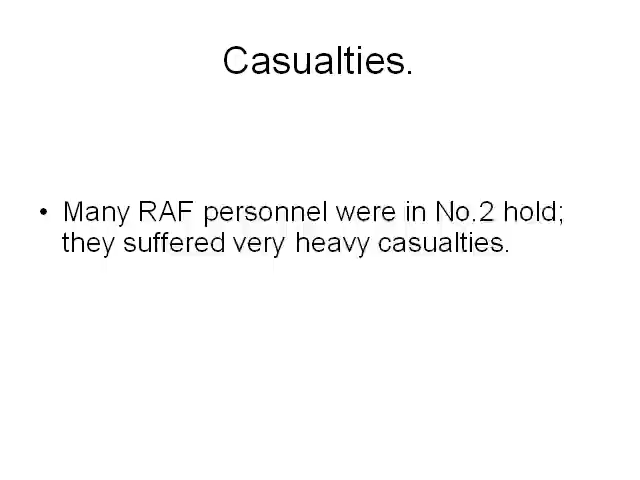 Casualties.
• Many RAF personnel were in No.2 hold;
they suffered very heavy casualties.